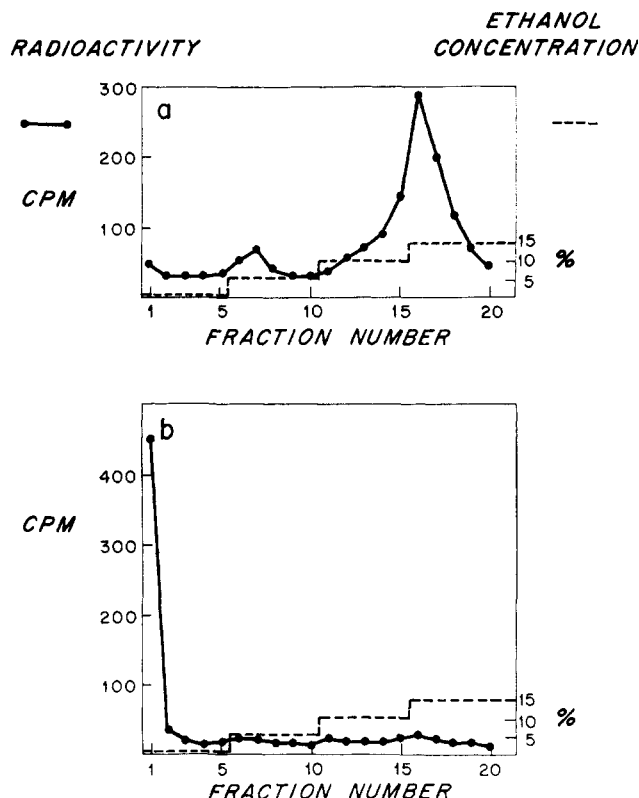 RADIOACTIVITY
ETHANOL
CONCENTRATION
a
300
200
CPM
100
15
10
5
%
1 5 10 15 20
FRACTION NUMBER
b
400
CPM
300
200
100
15
10
5
%
1 5 10 15 20
FRACTION NUMBER